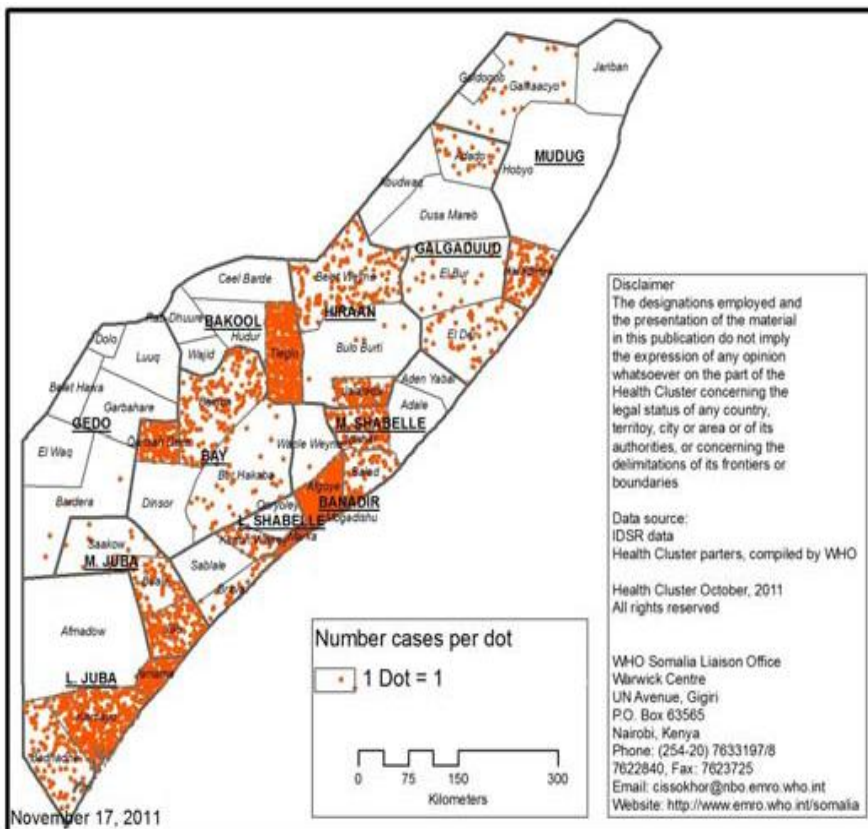 Galdogob
Galkaacyo
Jariban
Adado
Hobyo
MUDUG
Abudwaq
Dusa Mareb
GALGADUUD
Ceel Barde
Belet Weyne
El Bur
Rab Dhuure
BAKOOL
Hudur
HIRAAN
El Der
Dolo
Luuq
Wajid
Tieglo
Bulo Burti
Belet Hawa
Garbahare
Aden Yabal
Jalalaqsi
Adale
GEDO
M. SHABELLE
El Waq
BAY
Wanle Weyne
Bur Hakaba
Balad
Afgoye
Bardera
Dinsor
BANADIR
Mogadishu
L. SHABELLE
Marka
Saakow
M. JUBA
Sablale
Afmadow
Jamame
L. JUBA
Badhadhe
November 17, 2011
Number cases per dot
1 Dot = 1
0 75 150 300
Kilometers
Disclaimer
The designations employed and
the presentation of the material
in this publication do not imply
the expression of any opinion
whatsoever on the part of the
Health Cluster concerning the
legal status of any country,
territoy, city or area or of its
authorities, or concerning the
delimitations of its frontiers or
boundaries
Data source:
IDSR data
Health Cluster parters, compiled by WHO
Health Cluster October, 2011
All rights reserved
WHO Somalia Liaison Office
Warwick Centre
UN Avenue, Gigiri
P.O. Box 63565
Nairobi, Kenya
Phone: (254-20) 7633197/8
7622840, Fax: 7623725
Email: cissokhor@nbo.emro.who.int
Website: http://www.emro.who.int/somalia